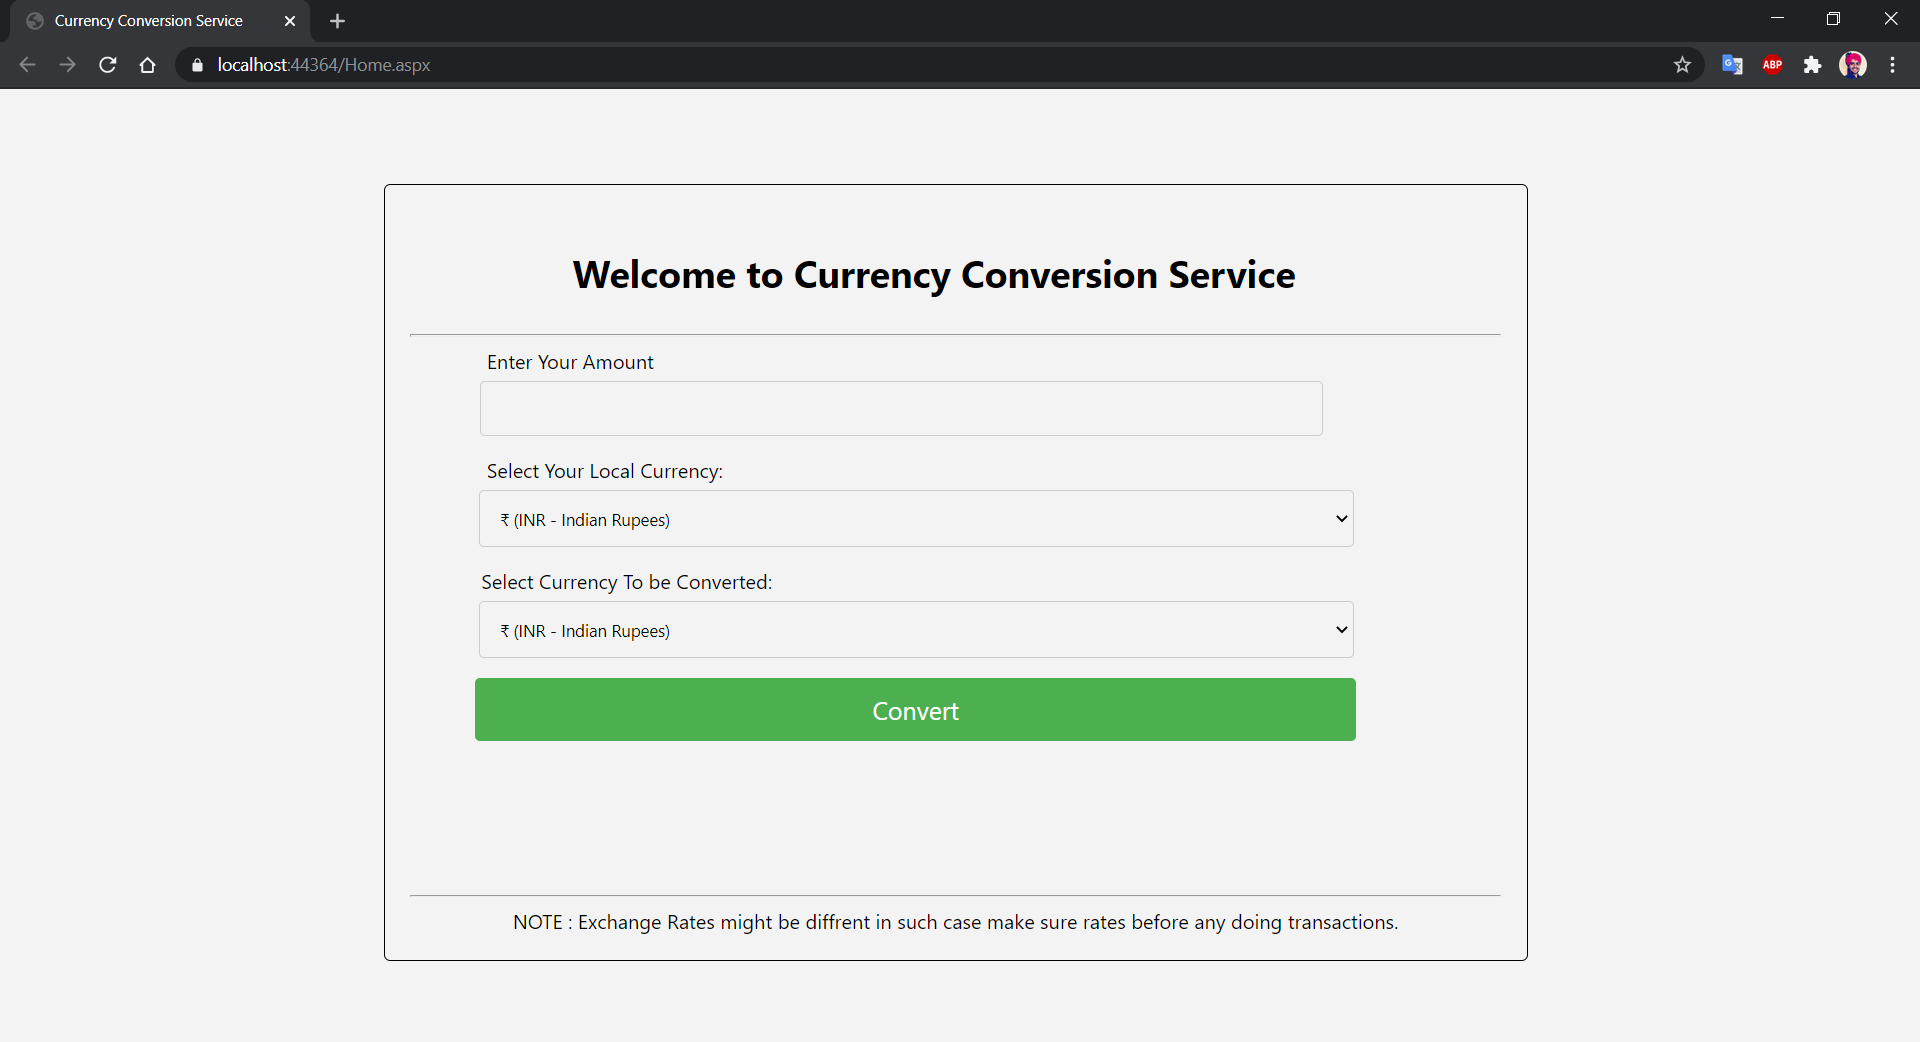 Currency Conversion Service
localhost:44364/Home.aspx
ABP
Welcome to Currency Conversion Service
Enter Your Amount
Select Your Local Currency:
₹ (INR - Indian Rupees)
Select Currency To be Converted:
₹ (INR - Indian Rupees)
Convert
NOTE : Exchange Rates might be diffrent in such case make sure rates before any doing transactions.